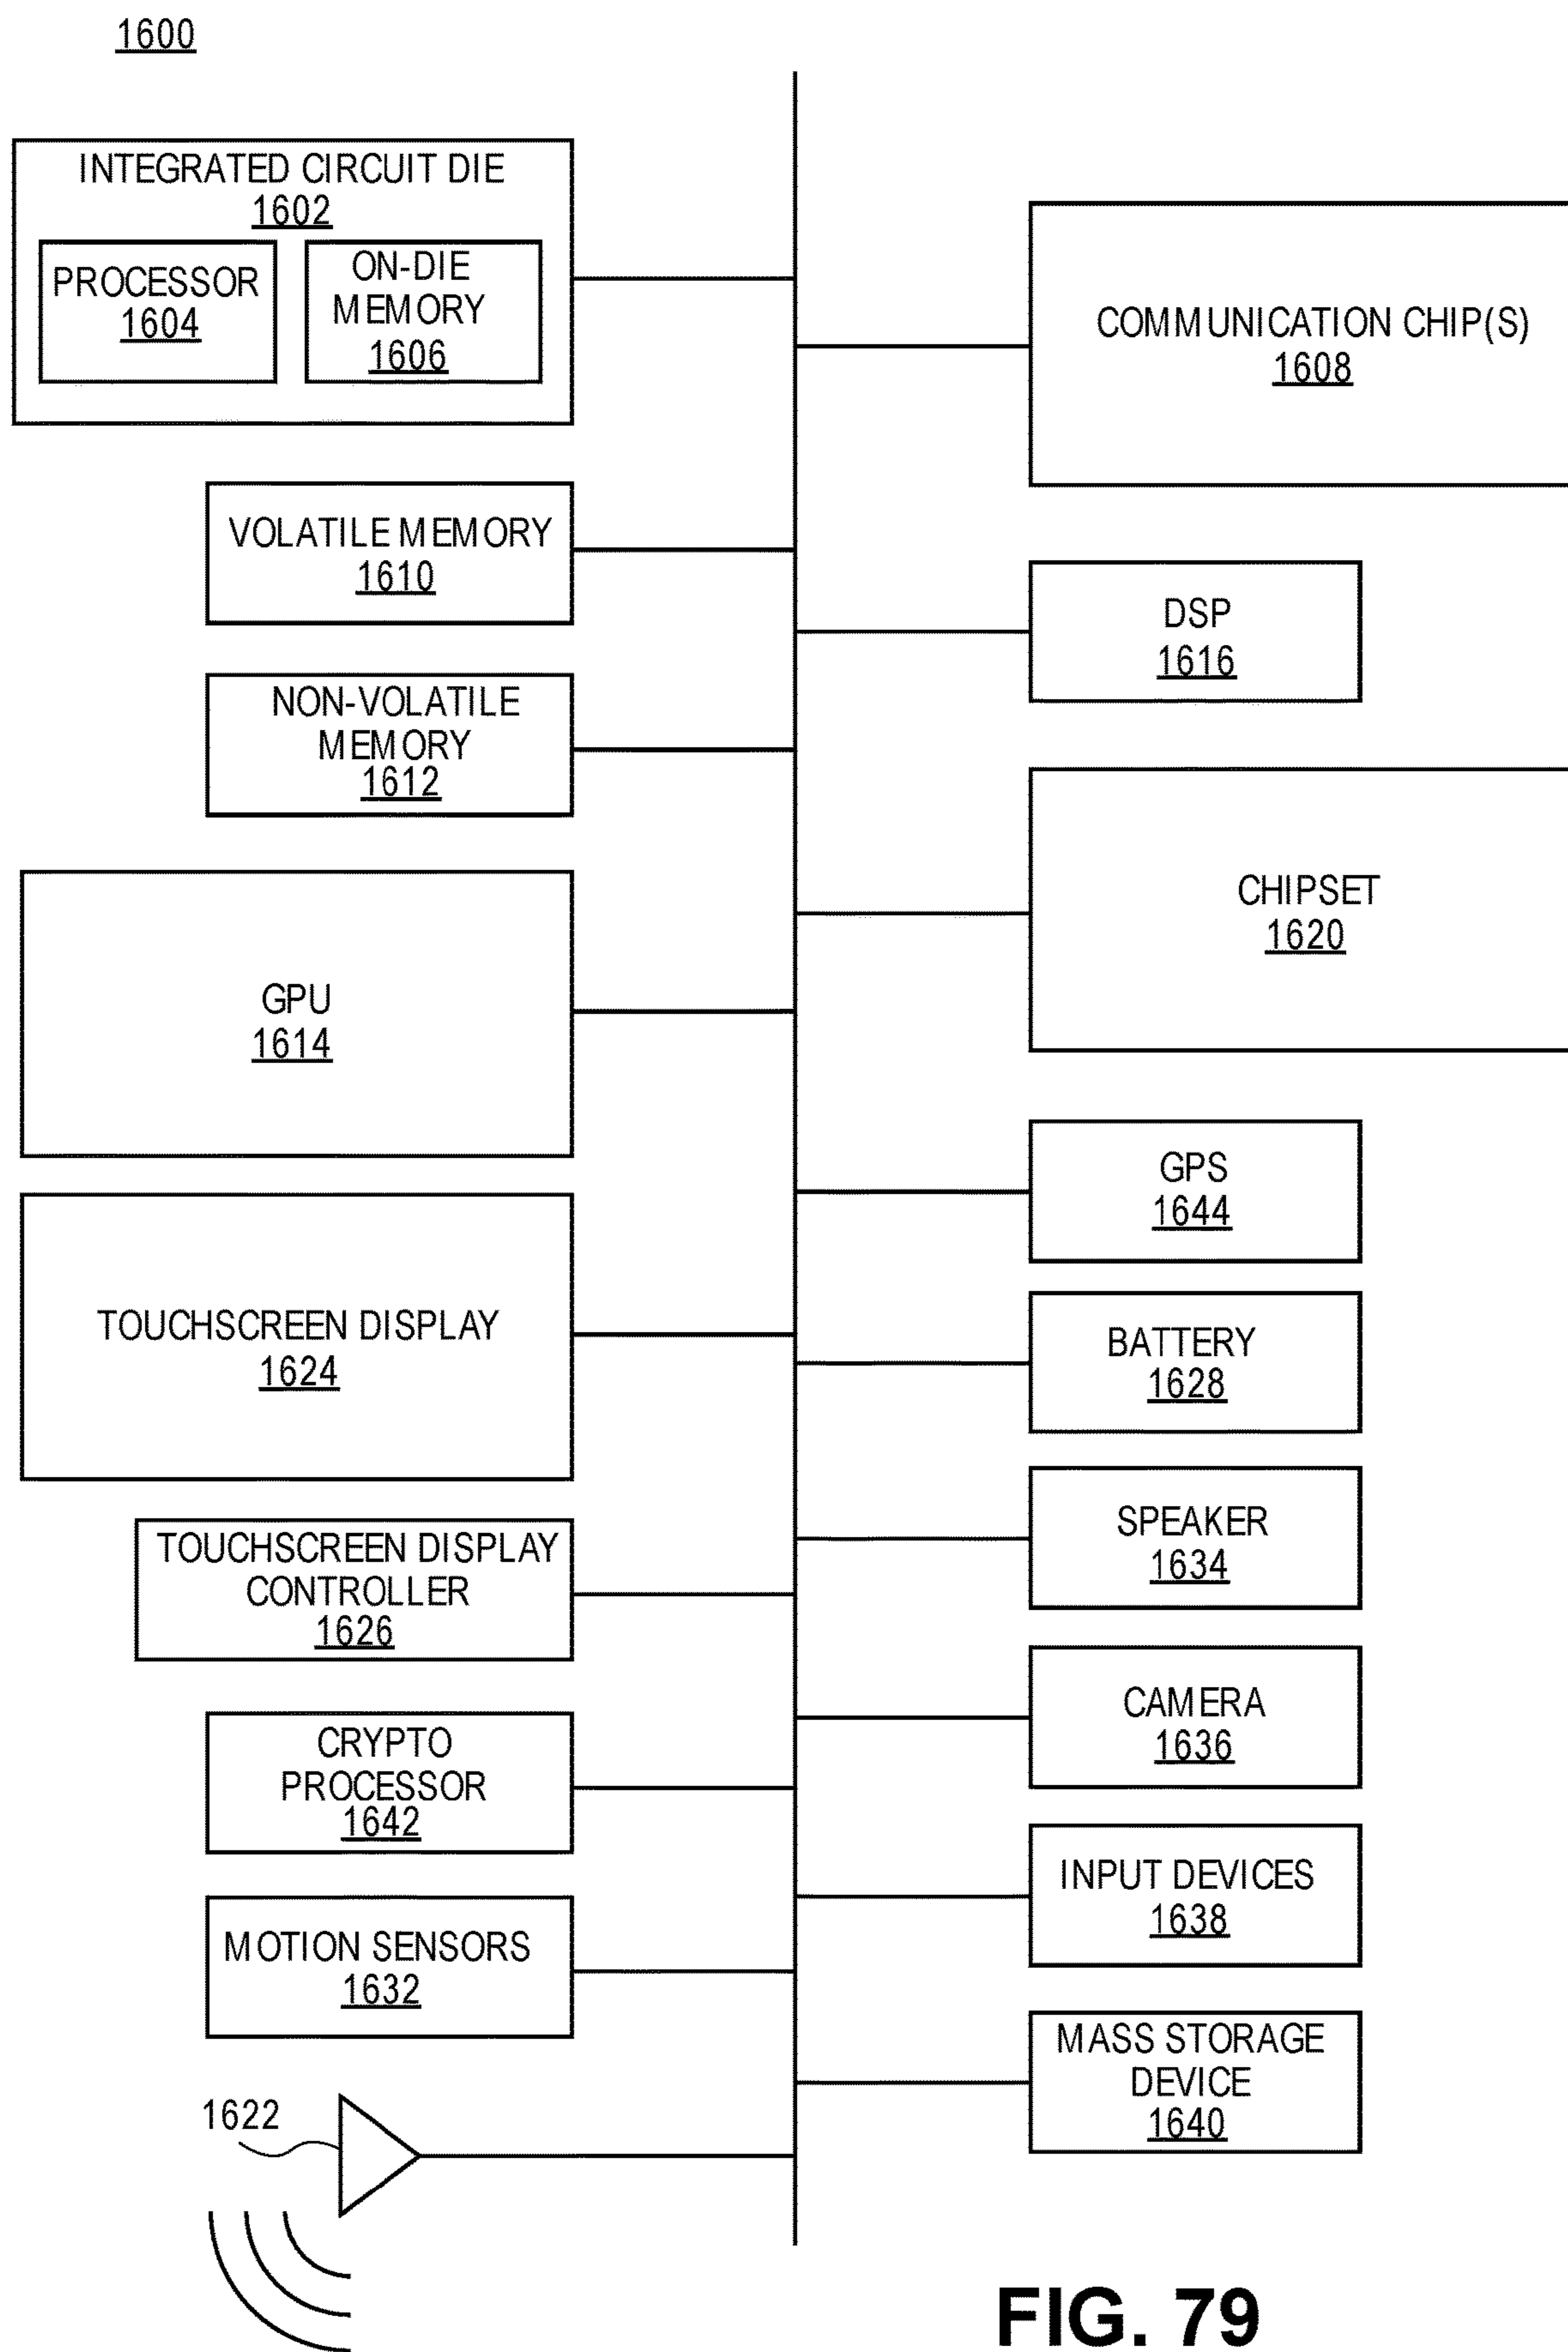 1600
INTEGRATED CIRCUIT DIE
1602
PROCESSOR
1604
ON-DIE
MEMORY
1606
VOLATILE MEMORY
1610
NON-VOLATILE
MEMORY
1612
GPU
1614
TOUCHSCREEN DISPLAY
1624
TOUCHSCREEN DISPLAY
CONTROLLER
1626
CRYPTO
PROCESSOR
1642
MOTION SENSORS
1632
1622
COMMUNICATION CHIP(S)
1608
DSP
1616
CHIPSET
1620
GPS
1644
BATTERY
1628
SPEAKER
1634
CAMERA
1636
INPUT DEVICES
1638
MASS STORAGE
DEVICE
1640
FIG. 79